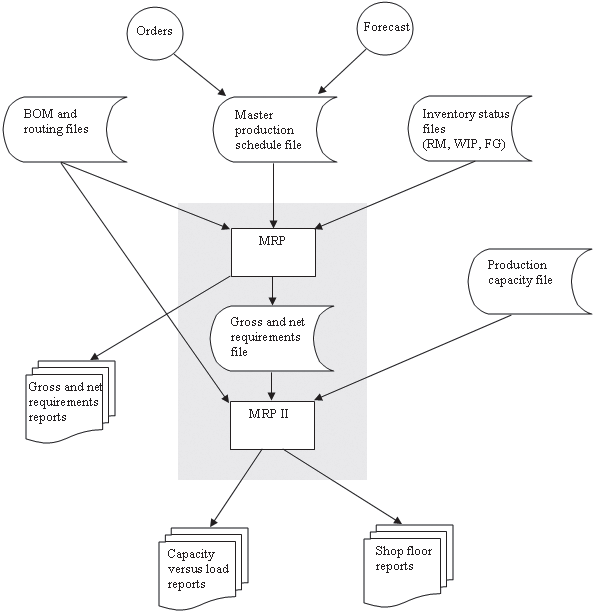 Orders
Forecast
BOM and
routing files
Master
production
schedule file
Inventory status
files
(RM, WIP, FG)
MRP
Production
capacity file
Gross and net
requirements
file
Gross and net
requirements
reports
MRP II
Capacity
versus load
reports
Shop floor
reports